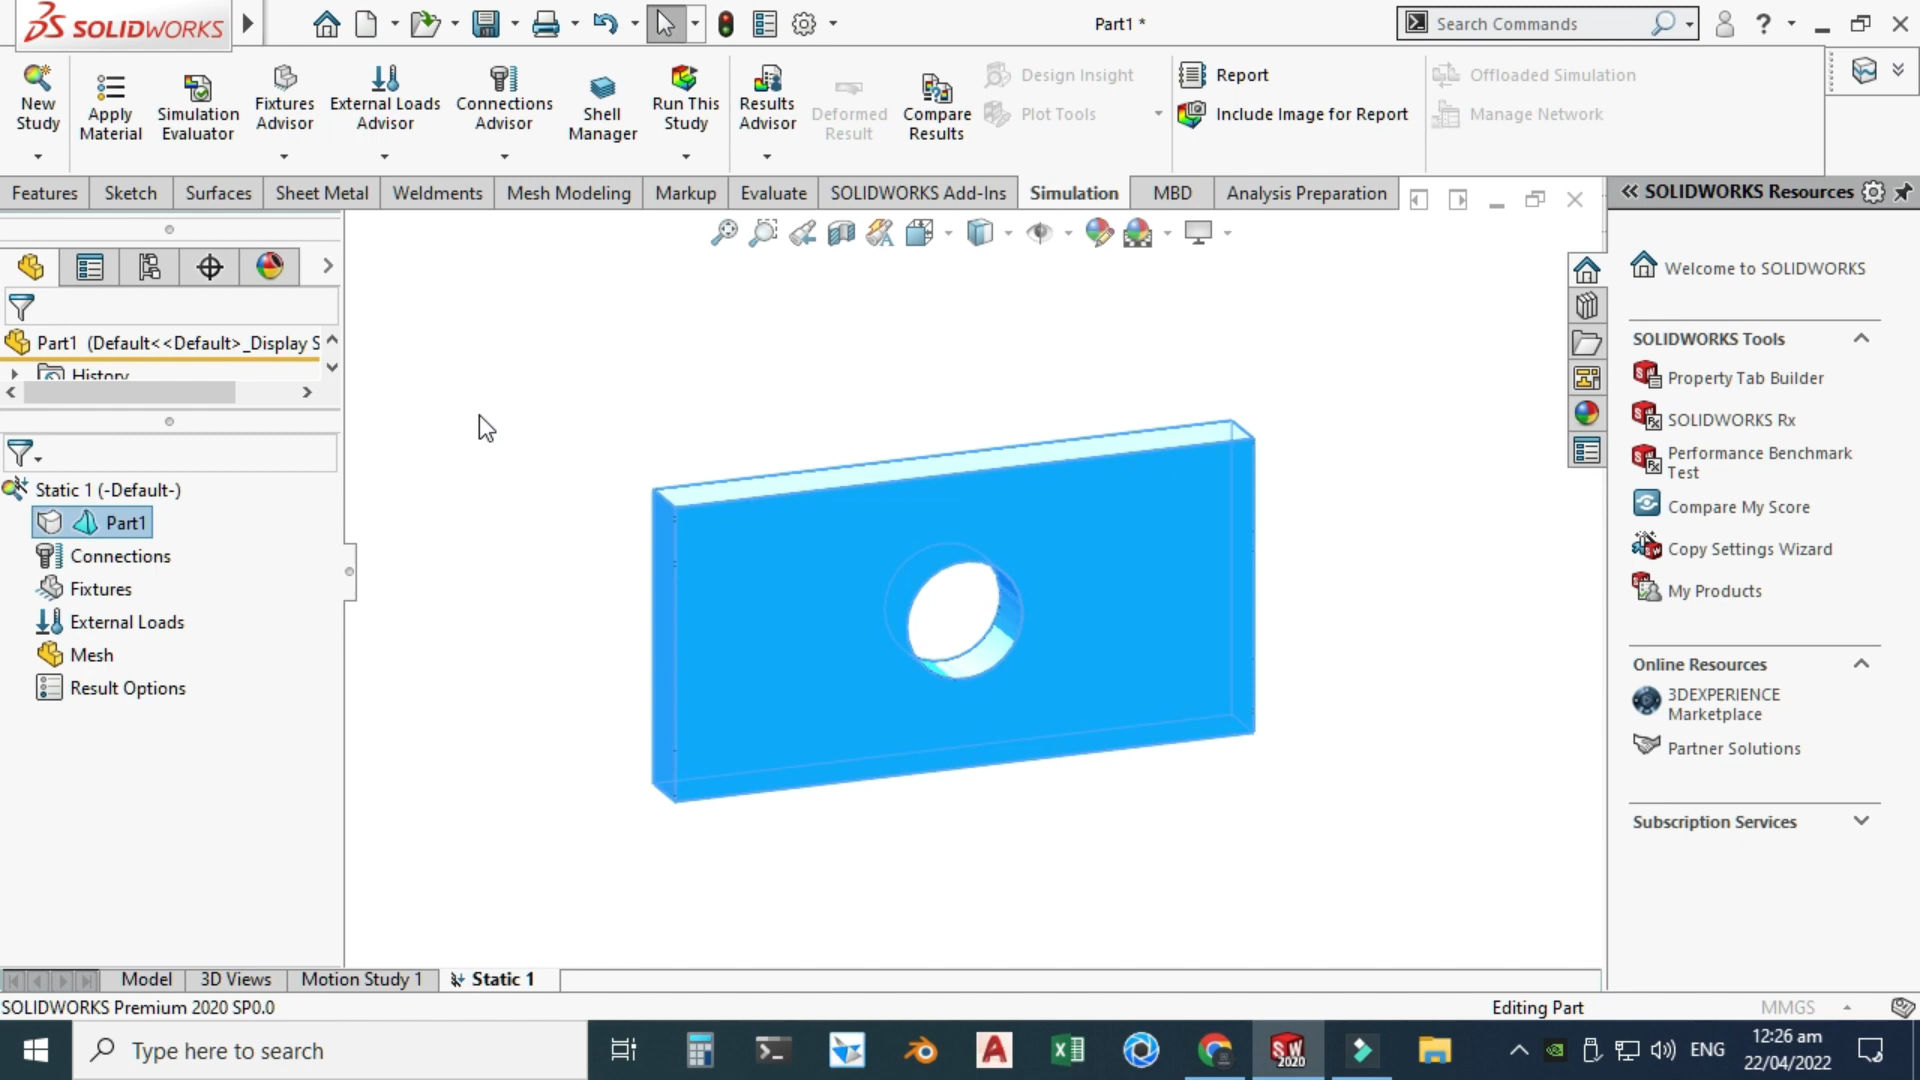 SOLIDWORKS
Part1 *
Search Commands
New Study
Apply Material
Simulation Evaluator
Fixtures Advisor
External Loads Advisor
Connections Advisor
Shell Manager
Run This Study
Results Advisor
Deformed Result
Compare Results
Design Insight
Plot Tools
Report
Include Image for Report
Offloaded Simulation
Manage Network
Features
Sketch
Surfaces
Sheet Metal
Weldments
Mesh Modeling
Markup
Evaluate
SOLIDWORKS Add-Ins
Simulation
MBD
Analysis Preparation
SOLIDWORKS Resources
Part1 (Default<<Default>_Display S
History
Static 1 (-Default-)
Part1
Connections
Fixtures
External Loads
Mesh
Result Options
Welcome to SOLIDWORKS
SOLIDWORKS Tools
Property Tab Builder
SOLIDWORKS Rx
Performance Benchmark
Test
Compare My Score
Copy Settings Wizard
My Products
Online Resources
3DEXPERIENCE
Marketplace
Partner Solutions
Subscription Services
Model
3D Views
Motion Study 1
Static 1
SOLIDWORKS Premium 2020 SP0.0
Editing Part
MMGS
Type here to search
SW
2020
ENG
12:26 am
22/04/2022